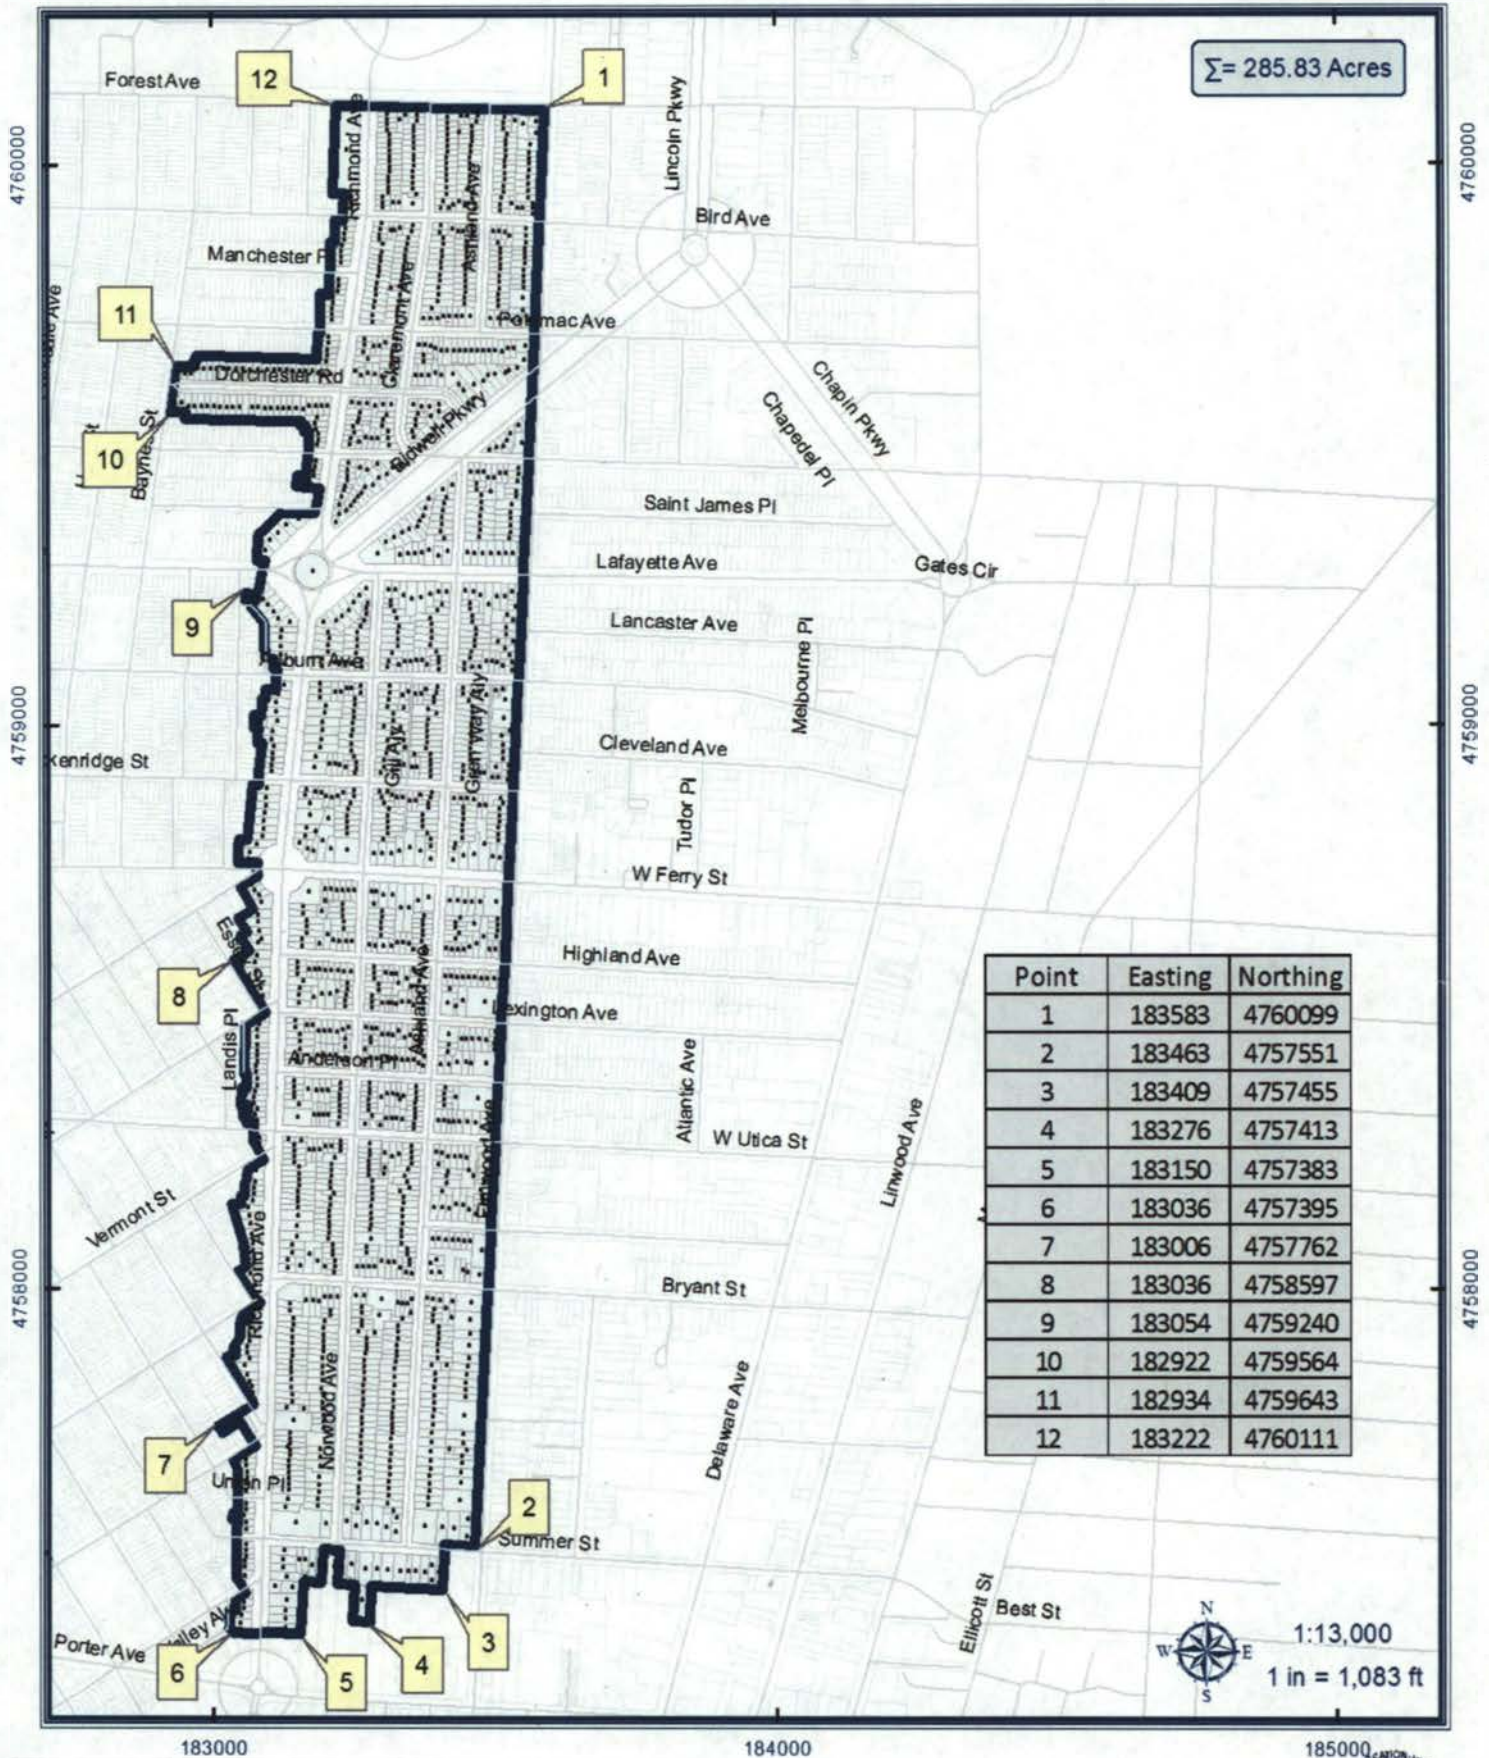 ∑= 285.83 Acres
12
1
Forest Ave
Lincoln Pkwy
Richmond Ave
4760000
4760000
Ashland Ave
Bird Ave
Manchester P
Claremont Ave
11
Potomac Ave
Dorchester Rd
Chapin Pkwy
Chapedel Pl
Bidwell Pkwy
10
Baynes St
Saint James Pl
Lafayette Ave
Gates Cir
9
Lancaster Ave
Melbourne Pl
Auburn Ave
4759000
4759000
Gill Aly
Gren Way Aly
Cleveland Ave
kenridge St
Tudor Pl
W Ferry St
Highland Ave
8
Ashland Ave
Lexington Ave
Landis Pl
Anderson Pl
Atlantic Ave
W Utica St
Linwood Ave
Elmwood Ave
Vermont St
Richmond Ave
4758000
4758000
Bryant St
Norwood Ave
Delaware Ave
7
Union Pl
2
Summer St
Ellicott St
Best St
Porter Ave
alley Al
6
5
4
3
Point Easting Northing
1 183583 4760099
2 183463 4757551
3 183409 4757455
4 183276 4757413
5 183150 4757383
6 183036 4757395
7 183006 4757762
8 183036 4758597
9 183054 4759240
10 182922 4759564
11 182934 4759643
12 183222 4760111
N
W E
S
1:13,000
1 in = 1,083 ft
183000
184000
185000